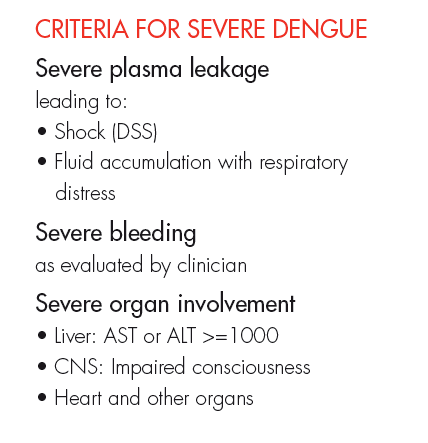 CRITERIA FOR SEVERE DENGUE
Severe plasma leakage
leading to:
• Shock (DSS)
• Fluid accumulation with respiratory
distress
Severe bleeding
as evaluated by clinician
Severe organ involvement
• Liver: AST or ALT >=1000
• CNS: Impaired consciousness
• Heart and other organs